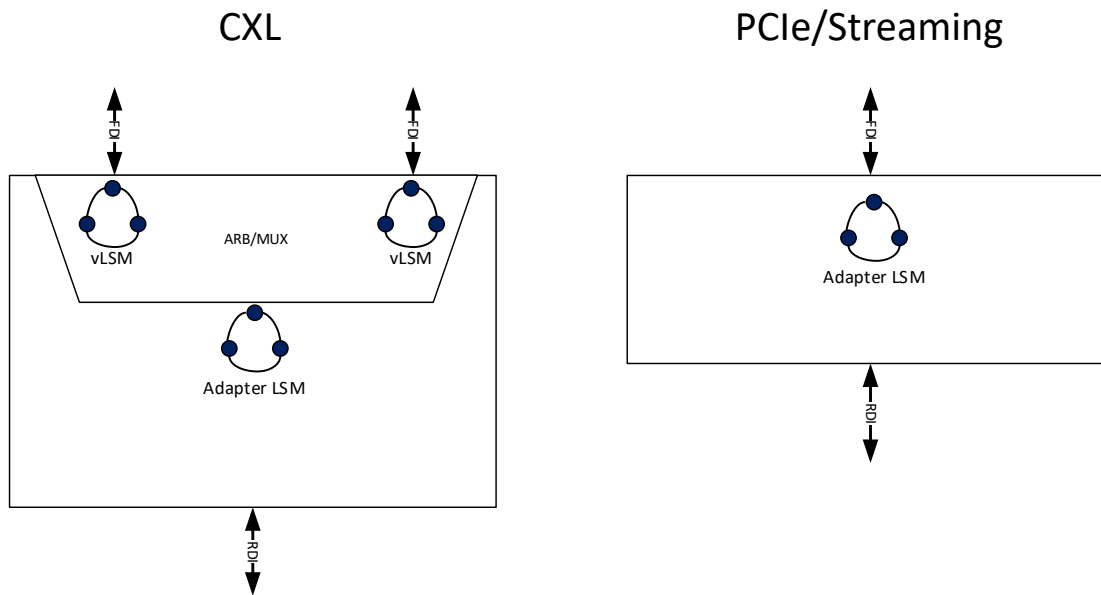 CXL
PCIe/Streaming
FDI
FDI
FDI
vLSM
ARB/MUX
vLSM
Adapter LSM
Adapter LSM
RDI
RDI